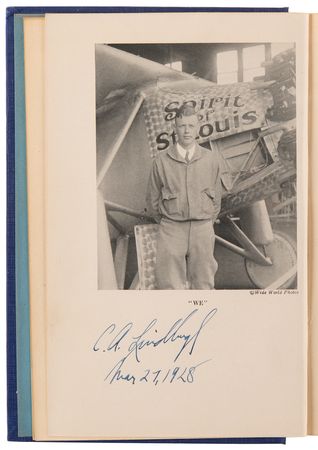 Spirit
of
St. Louis
©Wide World Photos
"WE"
C. A. Lindbergh
Mar 27, 1928